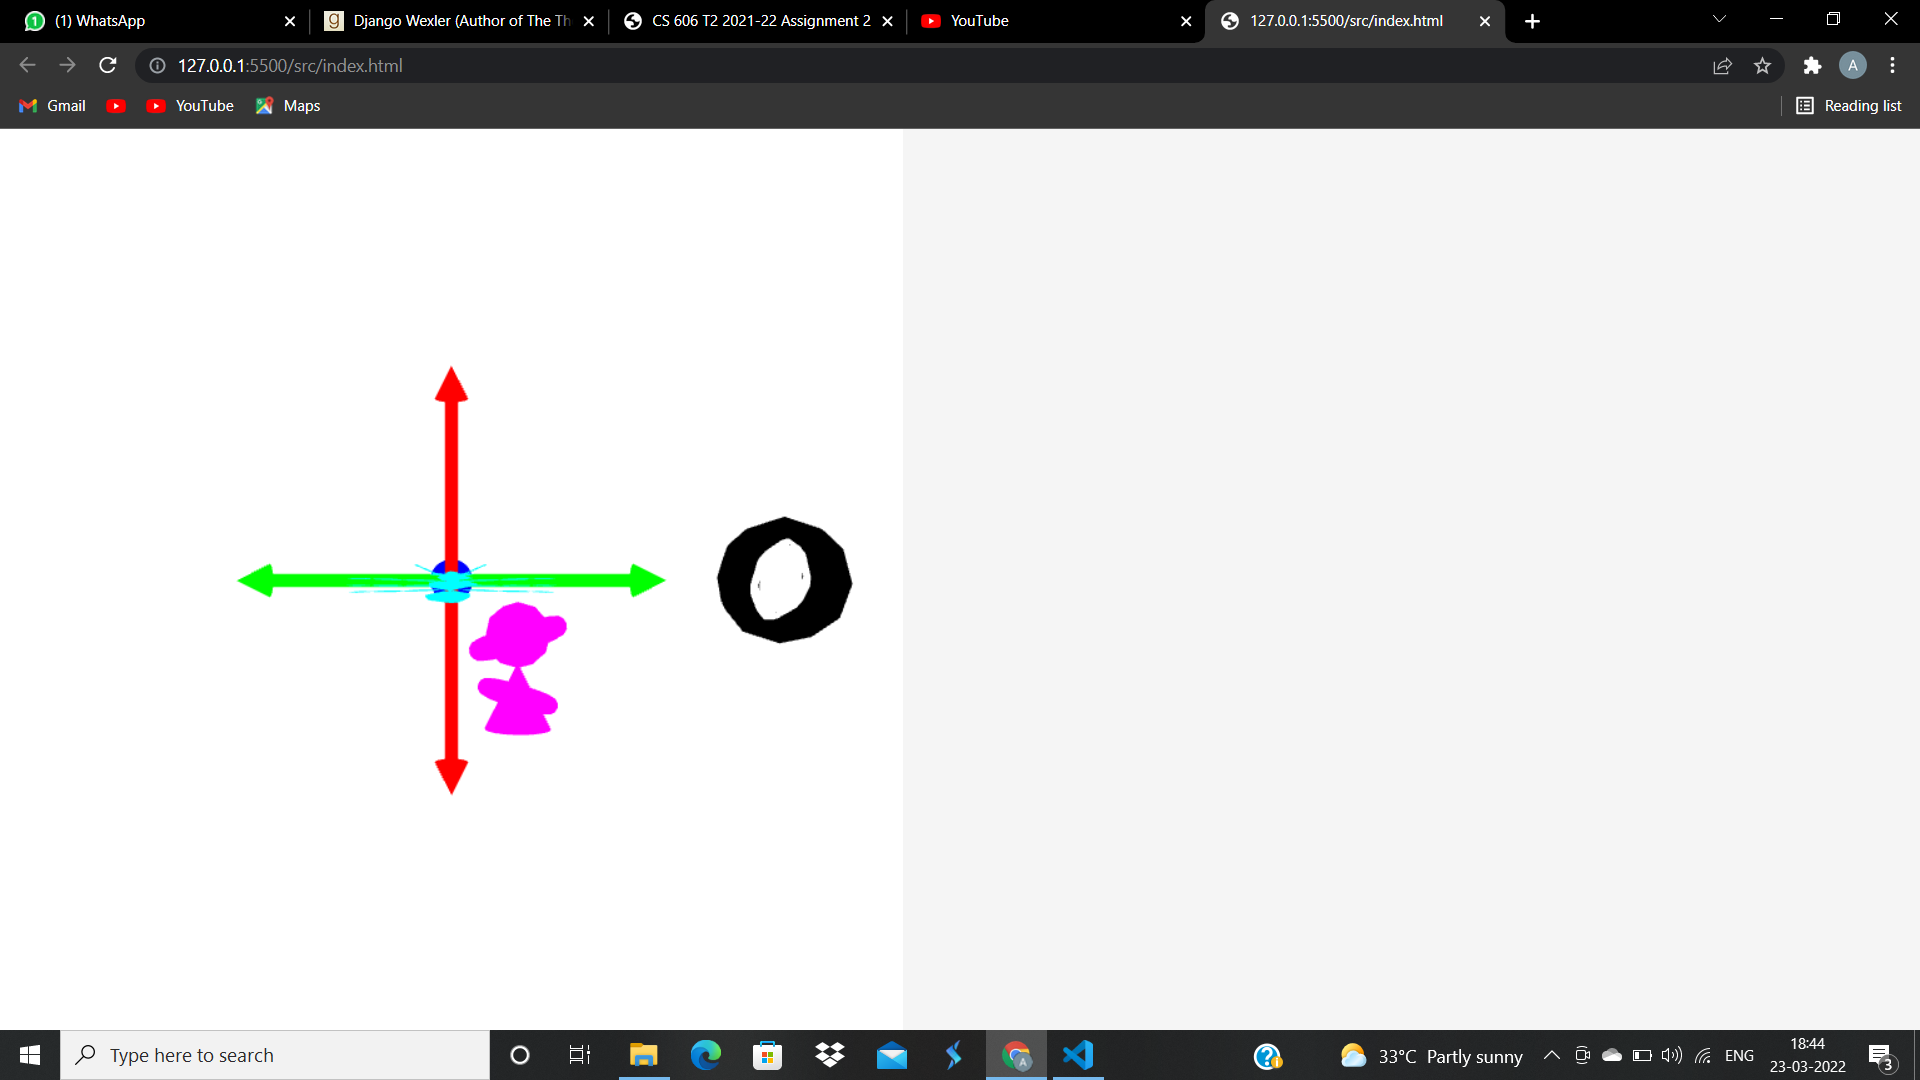 (1) WhatsApp
Django Wexler (Author of The Th
CS 606 T2 2021-22 Assignment 2
YouTube
127.0.0.1:5500/src/index.html
127.0.0.1:5500/src/index.html
A
Gmail
YouTube
Maps
Reading list
Type here to search
33°C Partly sunny
ENG
18:44
23-03-2022
3